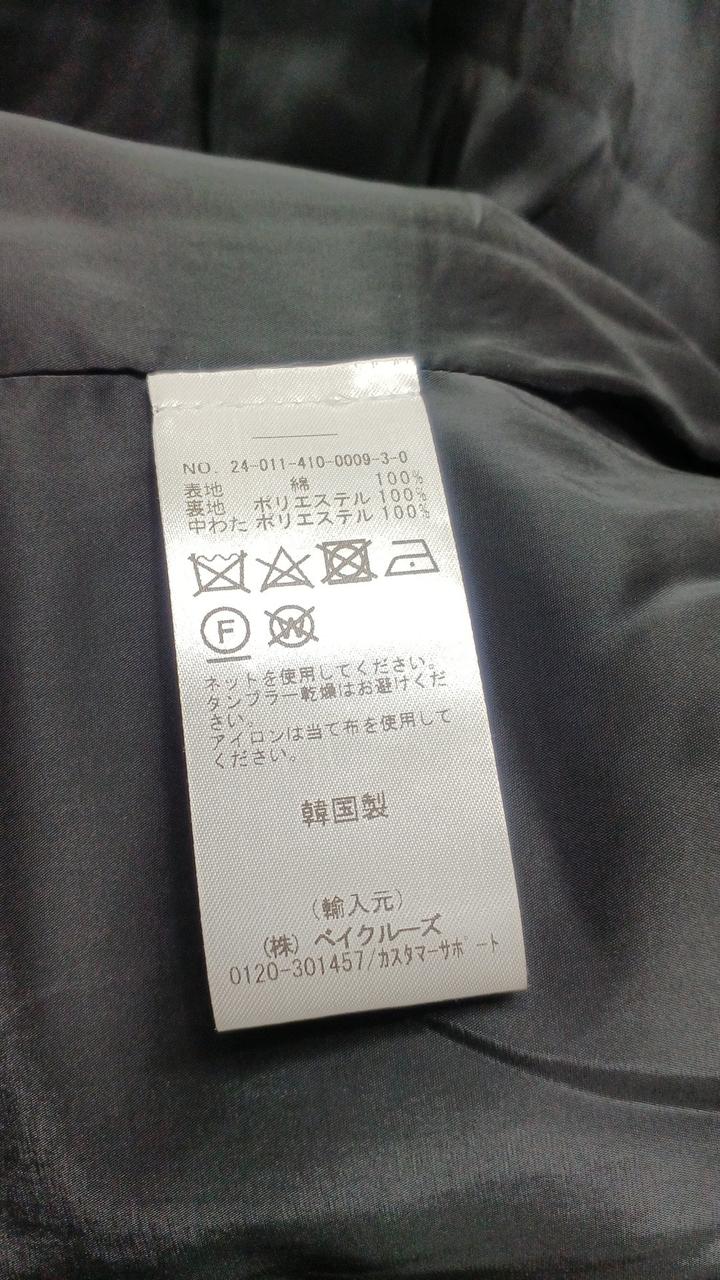 NO. 24-011-410-0009-3-0
表地 綿 100%
裏地 ポリエステル 100%
中わた ポリエステル 100%
F W
ネットを使用してください。
タンブラー乾燥はお避けくだ
さい。
アイロンは当て布を使用して
ください。
韓国製
(輸入元)
(株) ベイクルーズ
0120-301457/カスタマーサポート